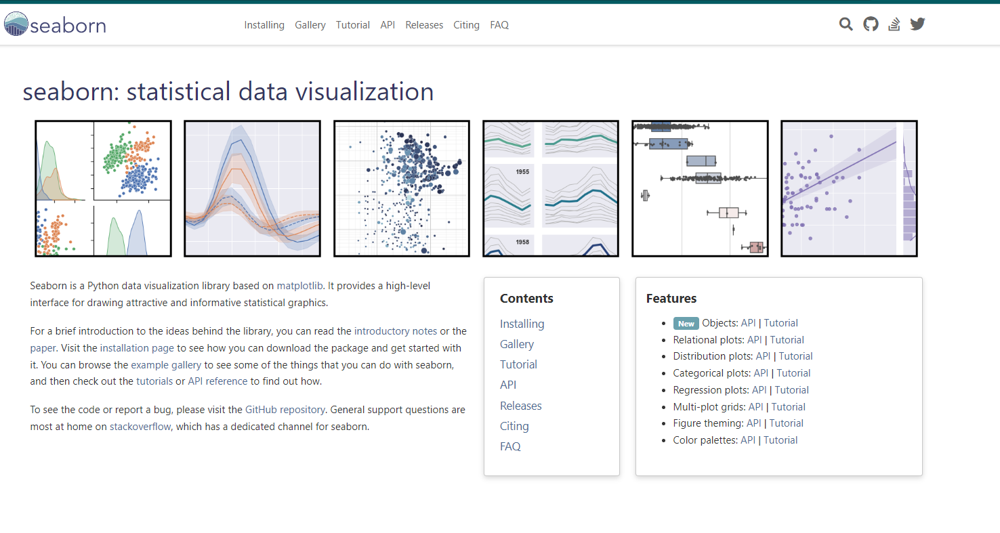 seaborn
Installing Gallery Tutorial API Releases Citing FAQ
seaborn: statistical data visualization
1955
1958
Seaborn is a Python data visualization library based on matplotlib. It provides a high-level
interface for drawing attractive and informative statistical graphics.
For a brief introduction to the ideas behind the library, you can read the introductory notes or the
paper. Visit the installation page to see how you can download the package and get started with
it. You can browse the example gallery to see some of the things that you can do with seaborn,
and then check out the tutorials or API reference to find out how.
To see the code or report a bug, please visit the GitHub repository. General support questions are
most at home on stackoverflow, which has a dedicated channel for seaborn.
Contents
Installing
Gallery
Tutorial
API
Releases
Citing
FAQ
Features
New Objects: API | Tutorial
Relational plots: API | Tutorial
Distribution plots: API | Tutorial
Categorical plots: API | Tutorial
Regression plots: API | Tutorial
Multi-plot grids: API | Tutorial
Figure theming: API | Tutorial
Color palettes: API | Tutorial